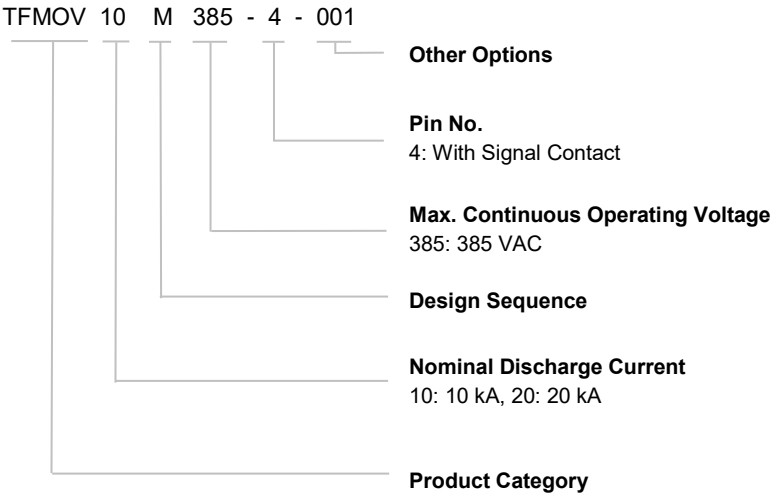 TFMOV 10 M 385 - 4 - 001
Other Options
Pin No.
4: With Signal Contact
Max. Continuous Operating Voltage
385: 385 VAC
Design Sequence
Nominal Discharge Current
10: 10 kA, 20: 20 kA
Product Category